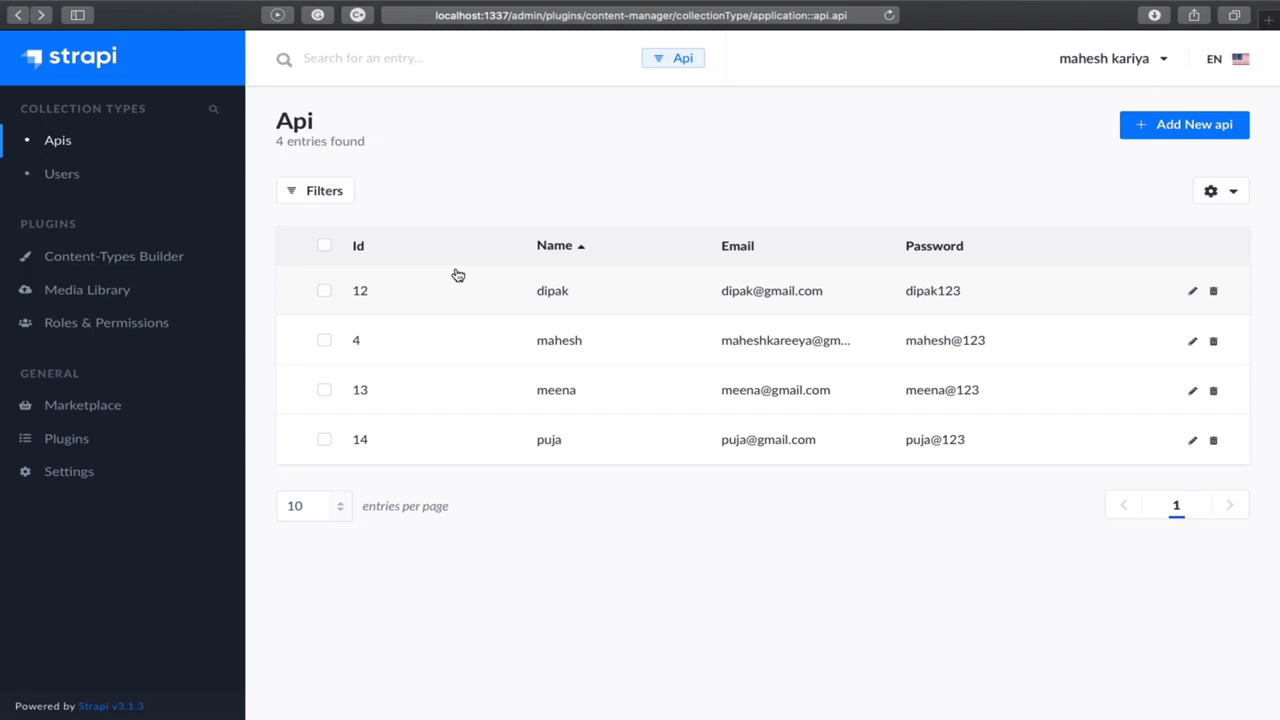 localhost:1337/admin/plugins/content-manager/collectionType/application::api.api
strapi
Search for an entry...
Api
mahesh kariya
EN
COLLECTION TYPES
Apis
Users
PLUGINS
Content-Types Builder
Media Library
Roles & Permissions
GENERAL
Marketplace
Plugins
Settings
Powered by Strapi v3.1.3
Api
4 entries found
+ Add New api
Filters
Id Name Email Password
12 dipak dipak@gmail.com dipak123
4 mahesh maheshkareeya@gm... mahesh@123
13 meena meena@gmail.com meena@123
14 puja puja@gmail.com puja@123
10 entries per page
1